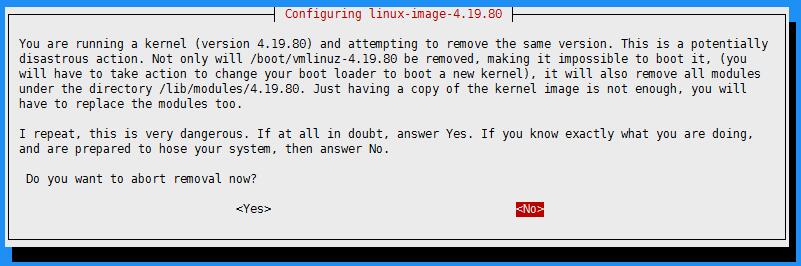 Configuring linux-image-4.19.80
You are running a kernel (version 4.19.80) and attempting to remove the same version. This is a potentially
disastrous action. Not only will /boot/vmlinuz-4.19.80 be removed, making it impossible to boot it, (you
will have to take action to change your boot loader to boot a new kernel), it will also remove all modules
under the directory /lib/modules/4.19.80. Just having a copy of the kernel image is not enough, you will
have to replace the modules too.
I repeat, this is very dangerous. If at all in doubt, answer Yes. If you know exactly what you are doing,
and are prepared to hose your system, then answer No.
Do you want to abort removal now?
<Yes> <No>